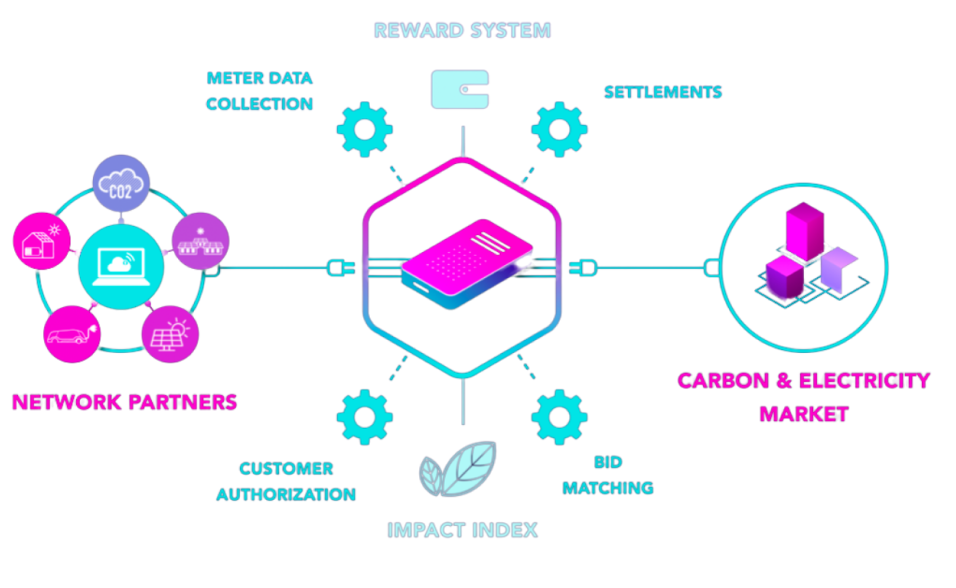 REWARD SYSTEM
METER DATA
COLLECTION
SETTLEMENTS
CO2
NETWORK PARTNERS
CARBON & ELECTRICITY
MARKET
CUSTOMER
AUTHORIZATION
BID
MATCHING
IMPACT INDEX